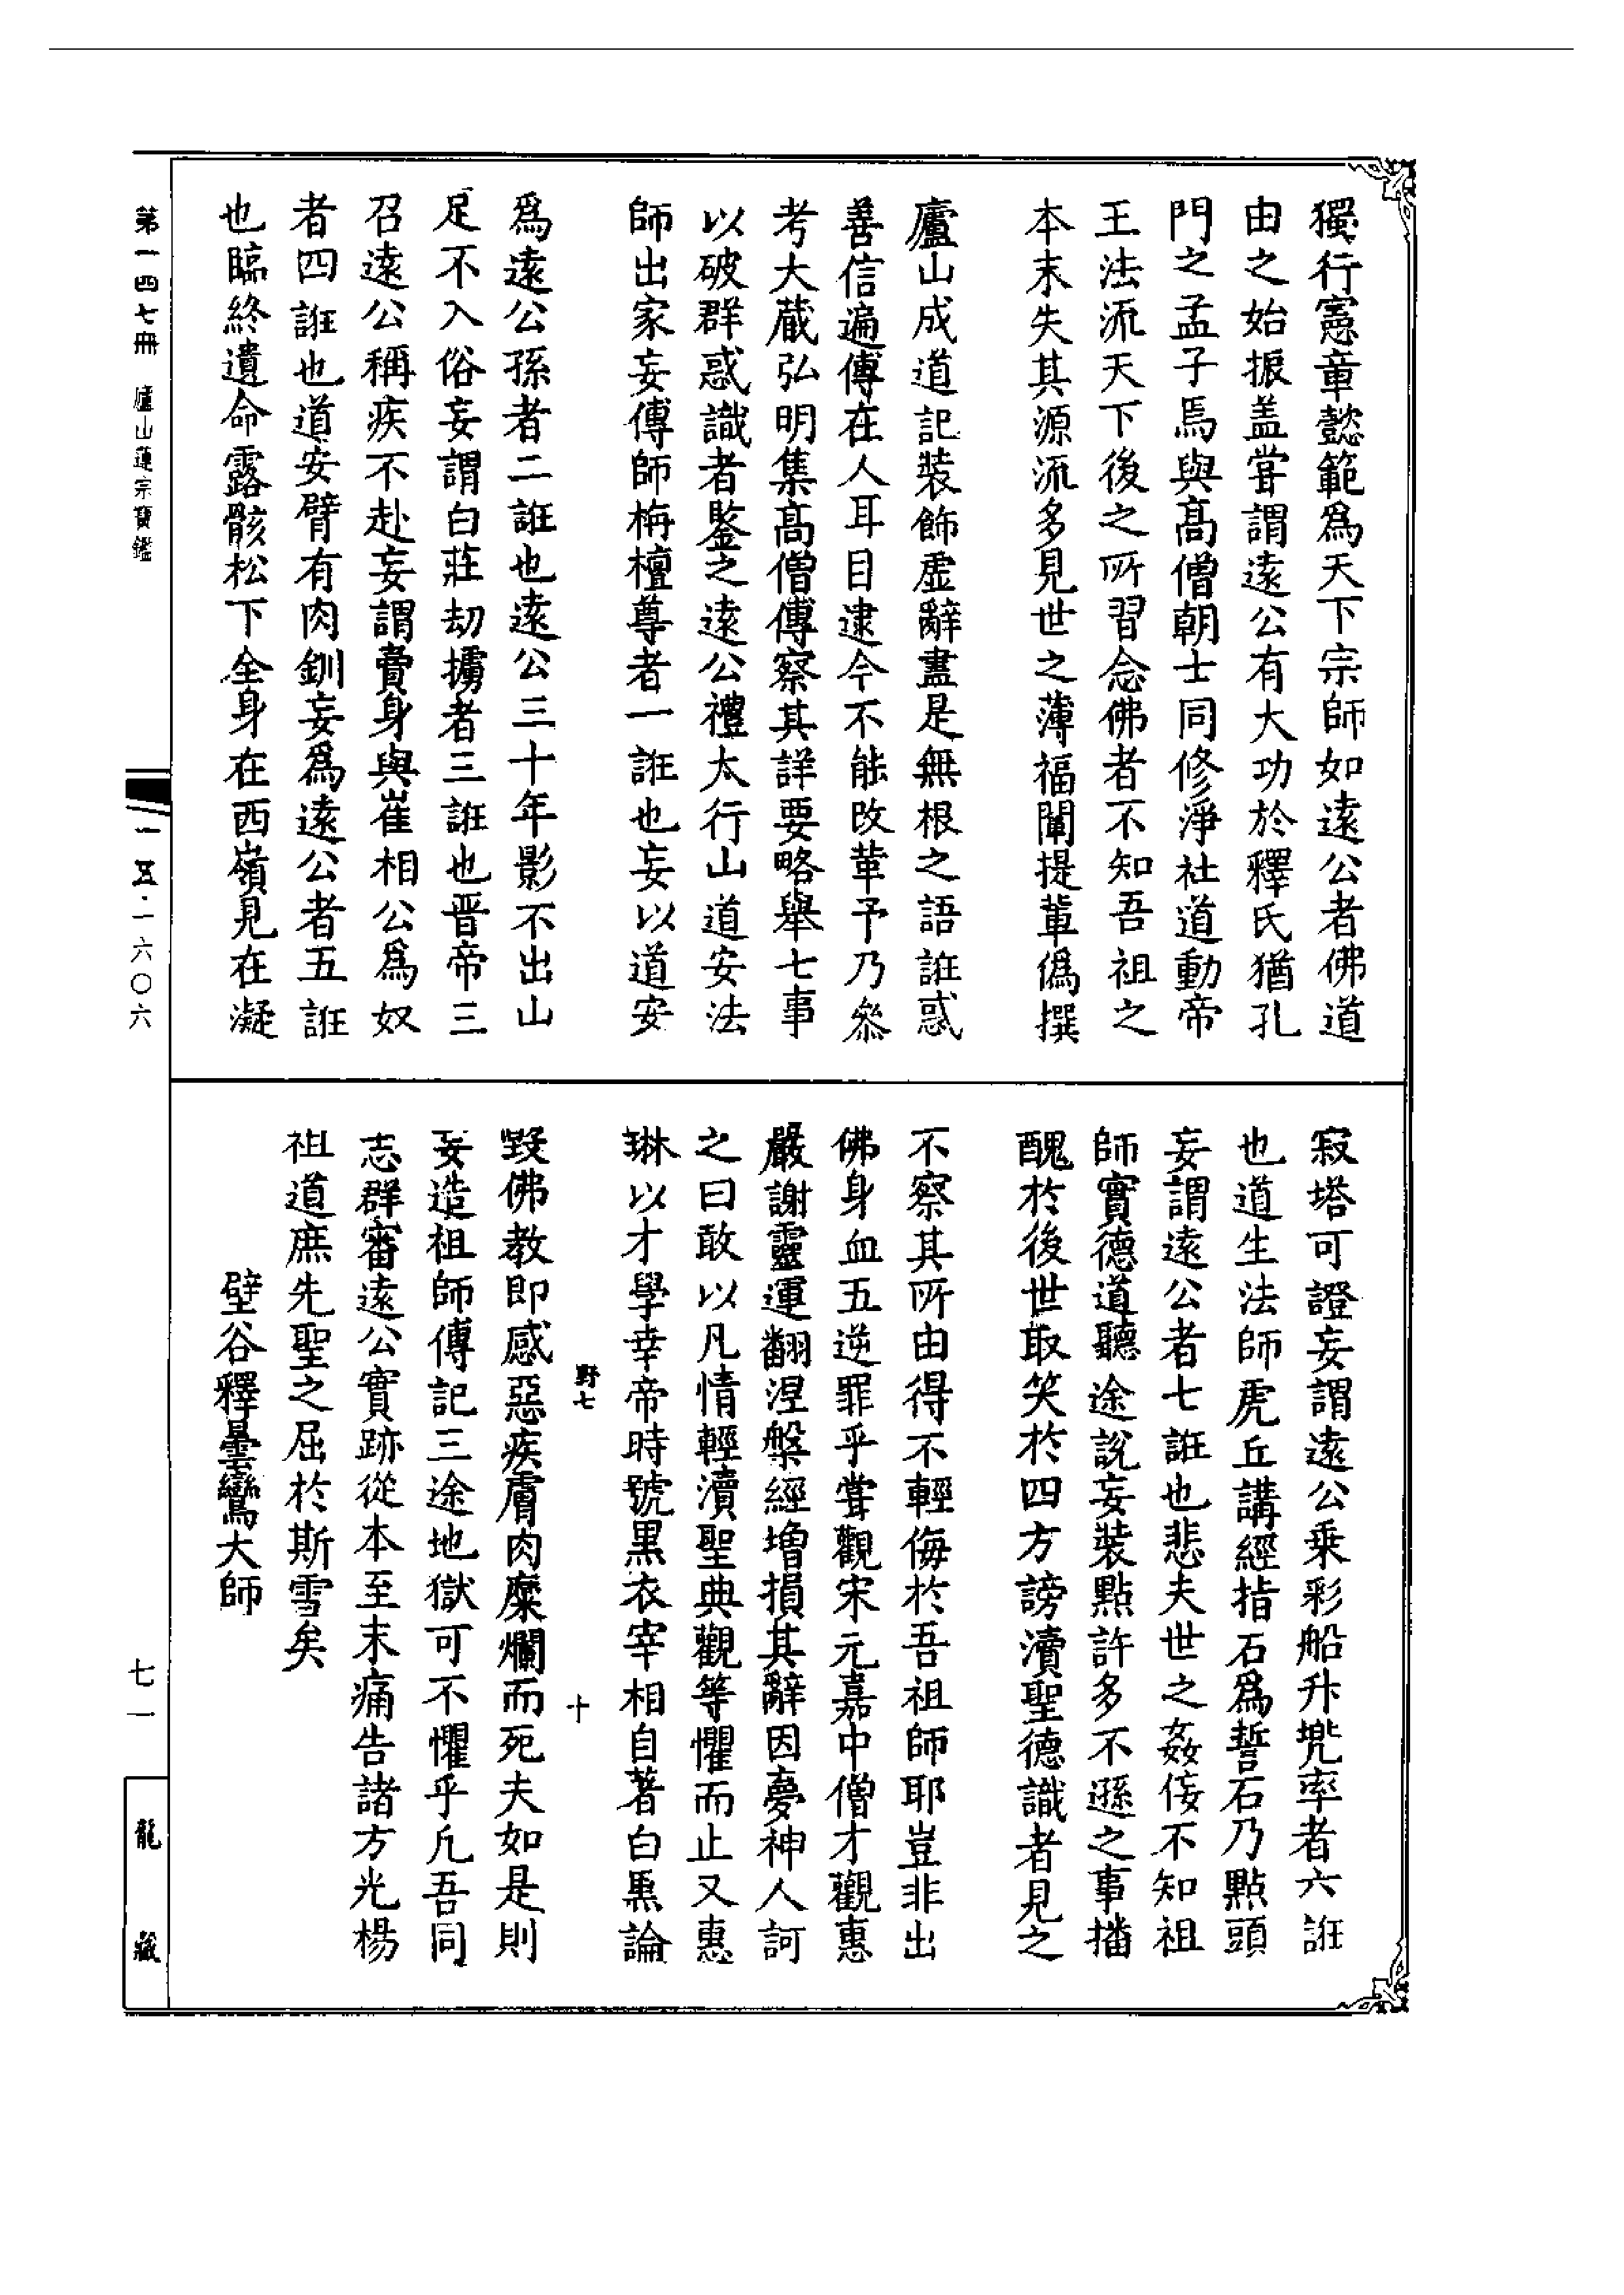 獨行憲章懿範爲天下宗師如遠公者佛道
由之始振盖甞謂遠公有大功於釋氏猶孔
門之孟子焉與髙僧朝士同修淨社道動帝
王法流天下後之所習念佛者不知吾祖之
本末失其源流多見世之薄福闡提軰僞撰
廬山成道記裝飾虛辭盡是無根之語誑惑
善信遍傳在人耳目逮今不能改革予乃叅
考大蔵弘明集髙僧傳察其詳要略舉七事
以破群惑識者鍳之遠公禮太行山道安法
師出家妄傳師栴檀尊者一誑也妄以道安
爲遠公孫者二誑也遠公三十年影不出山
足不入俗妄謂白莊刼擄者三誑也晋帝三
召遠公稱疾不赴妄謂賣身與崔相公爲奴
者四誑也道安臂有肉釧妄爲遠公者五誑
也臨終遺命露骸松下全身在西嶺見在凝
寂塔可證妄謂遠公乗彩船升兠率者六誑
也道生法師虎丘講經指石爲誓石乃點頭
妄謂遠公者七誑也悲夫世之姦侫不知祖
師實德道聽途說妄裝點許多不遜之事播
醜於後世取笑於四方謗瀆聖德識者見之
不察其所由得不輕侮於吾祖師耶豈非出
佛身血五逆罪乎甞觀宋元嘉中僧才觀惠
嚴謝靈運翻涅槃經增損其辭因夢神人訶
之曰敢以凡情輕瀆聖典觀等懼而止又惠
琳以才學幸帝時號黒衣宰相自著白黒論
野七
十
毀佛教即感惡疾膚肉糜爛而死夫如是則
妄造祖師傳記三途地獄可不懼乎凢吾同
志群審遠公實跡從本至末痛告諸方光楊
祖道庶先聖之屈於斯雪矣
壁谷釋曇鸞大師
第一四七冊 廬山蓮宗寶鑑
一五·一六〇六
七一
龍藏